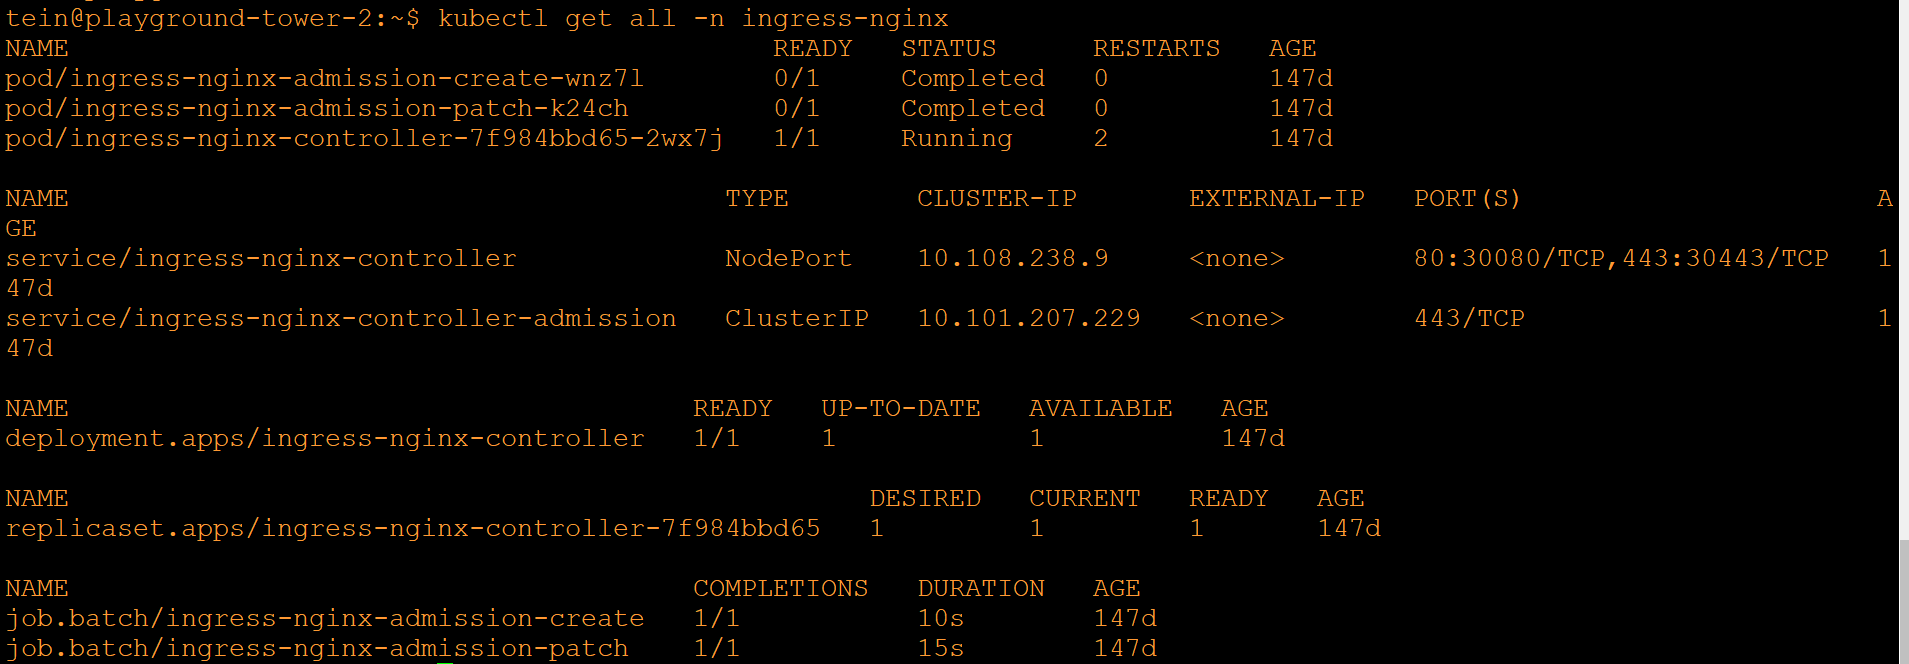 tein@playground-tower-2:~$ kubectl get all -n ingress-nginx
NAME READY STATUS RESTARTS AGE
pod/ingress-nginx-admission-create-wnz7l 0/1 Completed 0 147d
pod/ingress-nginx-admission-patch-k24ch 0/1 Completed 0 147d
pod/ingress-nginx-controller-7f984bbd65-2wx7j 1/1 Running 2 147d
NAME TYPE CLUSTER-IP EXTERNAL-IP PORT(S) A
GE
service/ingress-nginx-controller NodePort 10.108.238.9 <none> 80:30080/TCP,443:30443/TCP 1
47d
service/ingress-nginx-controller-admission ClusterIP 10.101.207.229 <none> 443/TCP 1
47d
NAME READY UP-TO-DATE AVAILABLE AGE
deployment.apps/ingress-nginx-controller 1/1 1 1 147d
NAME DESIRED CURRENT READY AGE
replicaset.apps/ingress-nginx-controller-7f984bbd65 1 1 1 147d
NAME COMPLETIONS DURATION AGE
job.batch/ingress-nginx-admission-create 1/1 10s 147d
job.batch/ingress-nginx-admission-patch 1/1 15s 147d